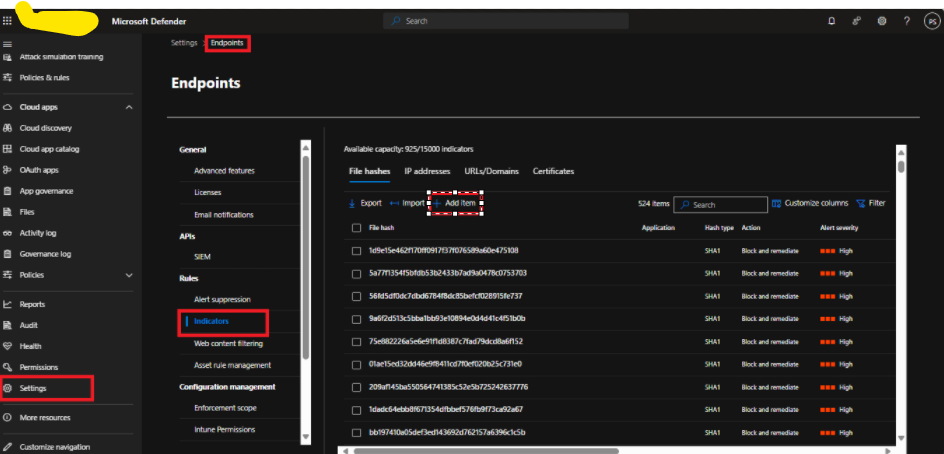 Microsoft Defender
Search
?
PS
Settings > Endpoints
Attack simulation training
Policies & rules
Cloud apps
Cloud discovery
Cloud app catalog
OAuth apps
App governance
Files
Activity log
Governance log
Policies
Reports
Audit
Health
Permissions
Settings
More resources
Customize navigation
Endpoints
General
Advanced features
Licenses
Email notifications
APIs
SIEM
Rules
Alert suppression
Indicators
Web content filtering
Asset rule management
Configuration management
Enforcement scope
Intune Permissions
Available capacity: 925/15000 indicators
File hashes IP addresses URLs/Domains Certificates
Export Import Add item 524 items Search Customize columns Filter
File hash Application Hash type Action Alert severity
1d9e15e462f170ff0917f37f076589a60e475108 SHA1 Block and remediate High
5a77f1354f5bfdb53b2433b7ad9a0478c0753703 SHA1 Block and remediate High
56fd5df0dc7dbd6784f8dc85befcf028915fe737 SHA1 Block and remediate High
9a6f2d513c5bba1bb93e10894e0d4d41c4f51b0b SHA1 Block and remediate High
75e882226a5e6e91f1d8387c7fad79dcd8a6f152 SHA1 Block and remediate High
01ae15ed32dd46e9f8411cd7f0ef020b25c731e0 SHA1 Block and remediate High
209af145ba550564741385c52e5b725242637776 SHA1 Block and remediate High
1dadc64ebb8f671354dfbbef576fb9f73ca92a67 SHA1 Block and remediate High
bb197410a05def3ed143692d762157a6396c1c5b SHA1 Block and remediate High